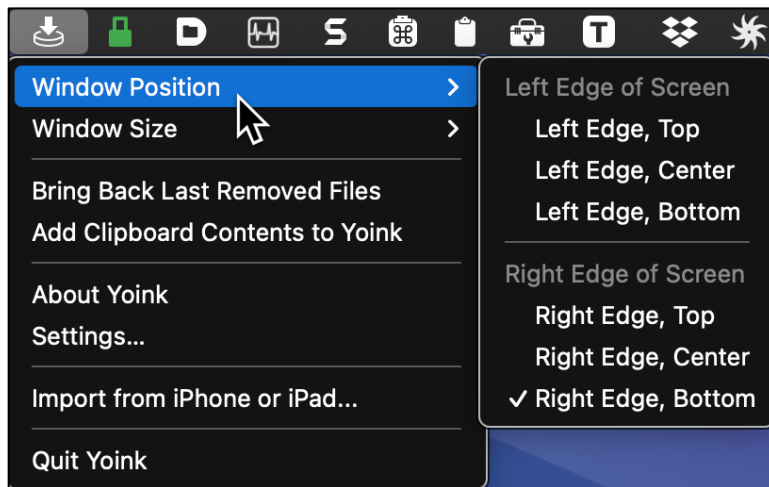 Window Position
Window Size
Bring Back Last Removed Files
Add Clipboard Contents to Yoink
About Yoink
Settings...
Import from iPhone or iPad...
Quit Yoink
Left Edge of Screen
Left Edge, Top
Left Edge, Center
Left Edge, Bottom
Right Edge of Screen
Right Edge, Top
Right Edge, Center
✓ Right Edge, Bottom